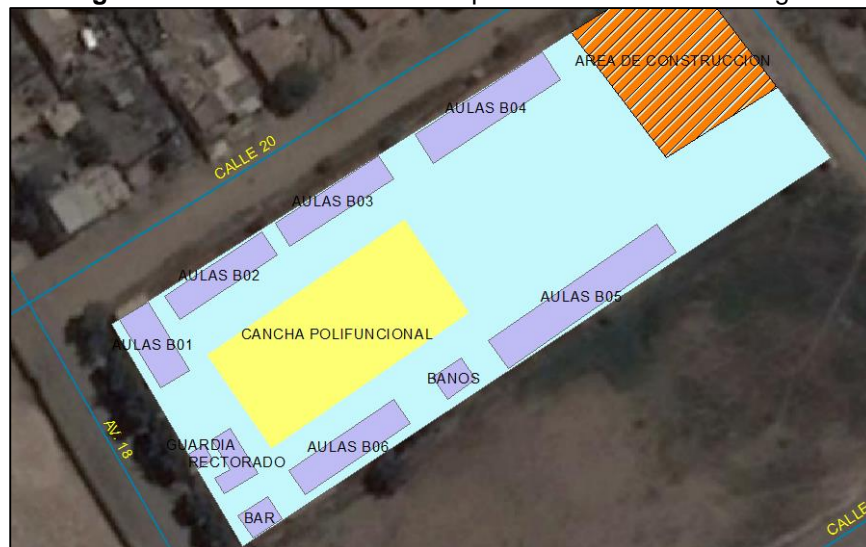 AREA DE CONSTRUCCION
AULAS B04
CALLE 20
AULAS B03
AULAS B02
AULAS B05
CANCHA POLIFUNCIONAL
AULAS B01
BANOS
AV. 18
GUARDIA
RECTORADO
AULAS B06
BAR
CALLE